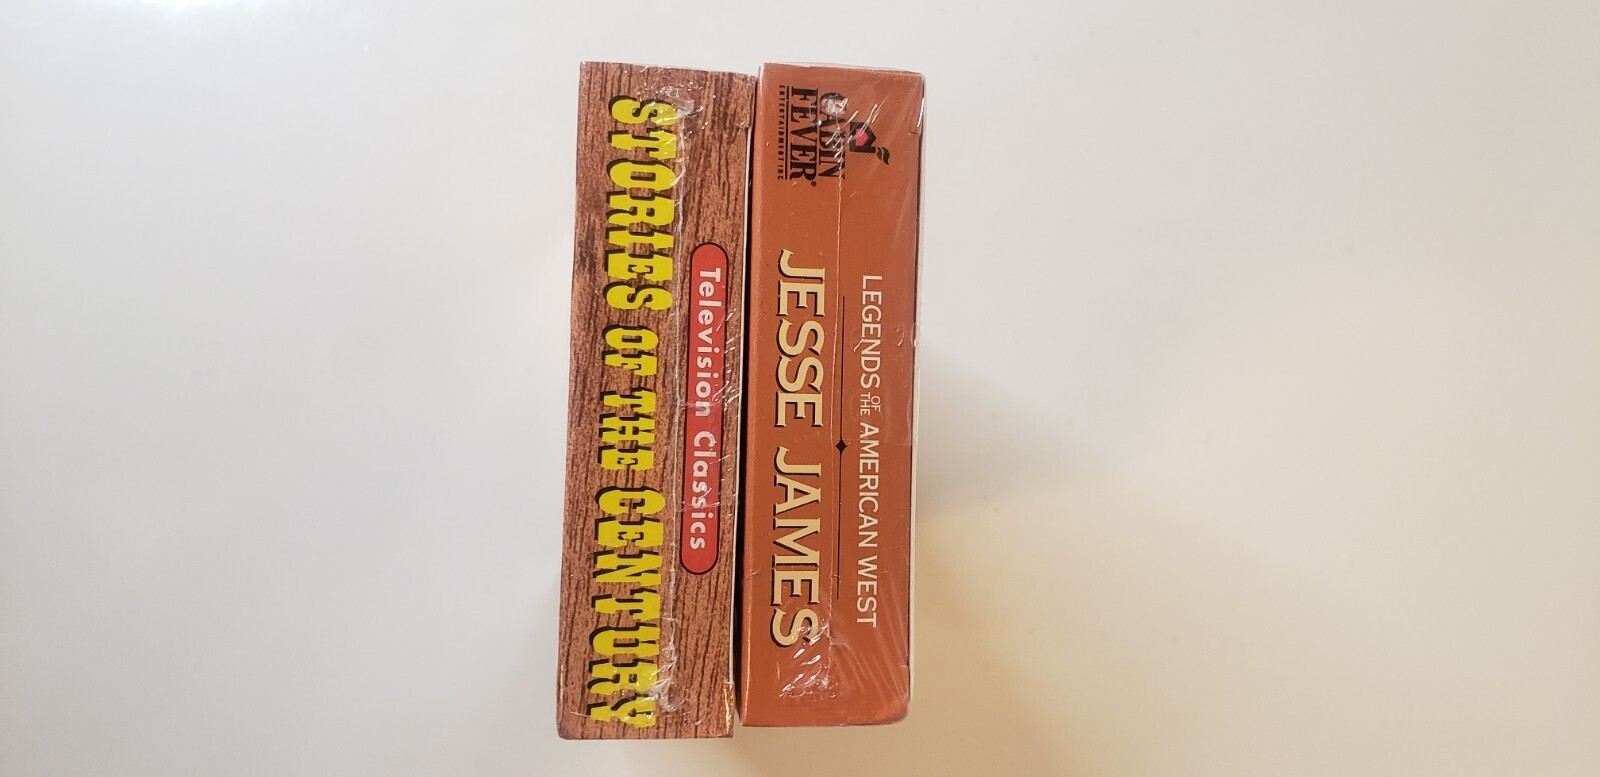 Television Classics
STORIES OF THE CENTURY
CABIN
FEVER®
ENTERTAINMENT INC.
LEGENDS OF THE AMERICAN WEST
JESSE JAMES